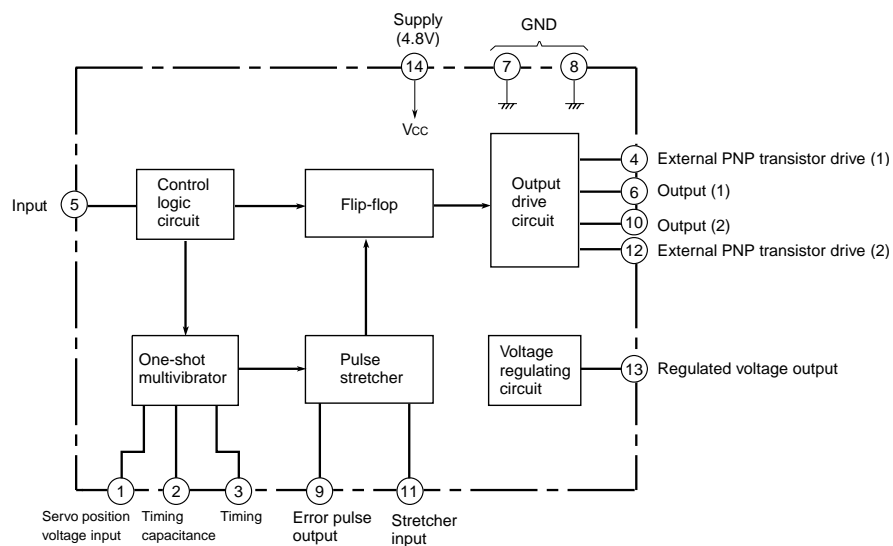 Supply
(4.8V)
GND
14
7
8
VCC
4
External PNP transistor drive (1)
Input
5
Control
logic
circuit
Flip-flop
Output
drive
circuit
6
Output (1)
10
Output (2)
12
External PNP transistor drive (2)
One-shot
multivibrator
Pulse
stretcher
Voltage
regulating
circuit
13
Regulated voltage output
1
2
3
9
11
Servo position
voltage input
Timing
capacitance
Timing
Error pulse
output
Stretcher
input